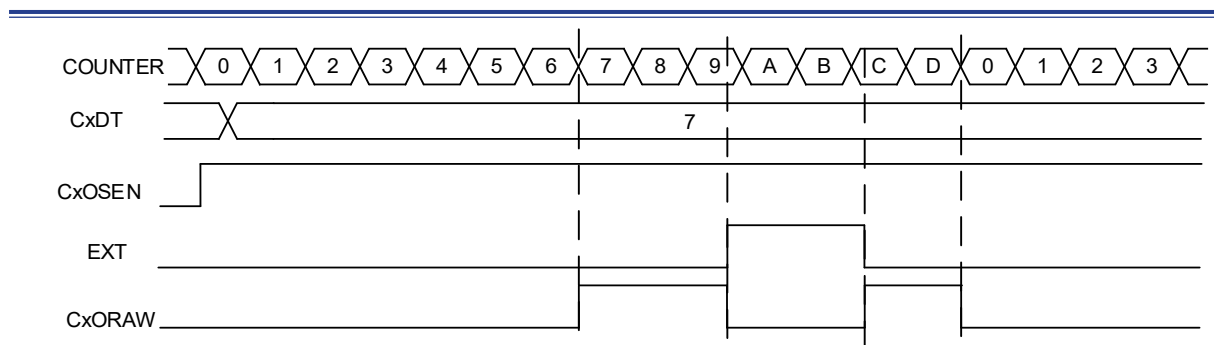 COUNTER 0 1 2 3 4 5 6 7 8 9 A B C D 0 1 2 3
CxDT 7
CxOSEN
EXT
CxORAW